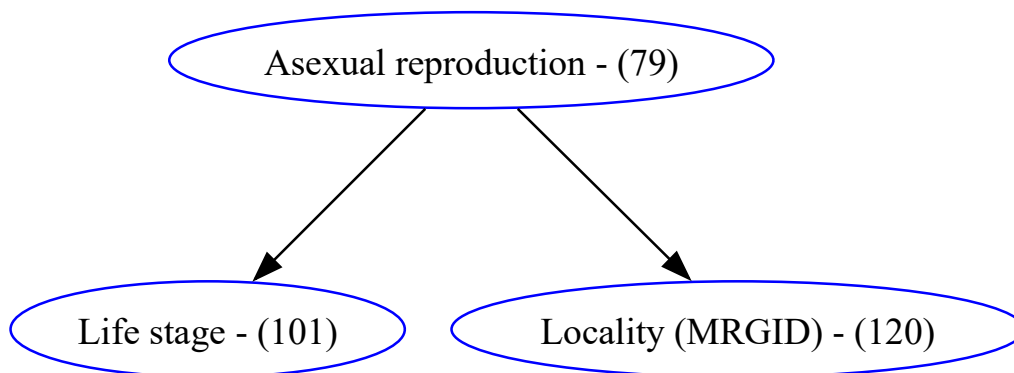 Asexual reproduction - (79)
Life stage - (101)
Locality (MRGID) - (120)